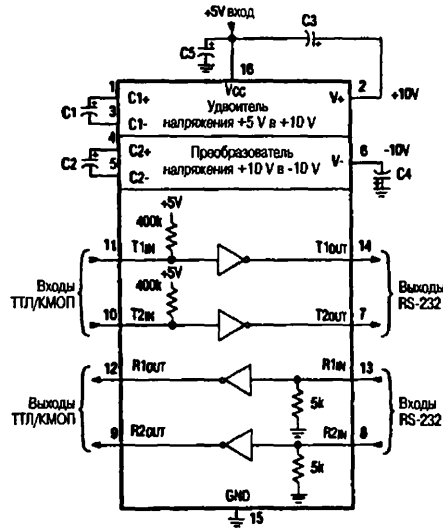 +5V вход
C3
C5
16
1
Vcc
2
C1+
Удвоитель
V+
+10V
C1
3
C1-
напряжения +5 V в +10 V
4
C2+
Преобразователь
6
-10V
C2
5
напряжения +10 V в -10 V
V-
C2-
C4
+5V
400k
11
T1IN
T1OUT
14
Входы
ТТЛ/КМОП
+5V
400k
Выходы
RS-232
10
T2IN
T2OUT
7
12
R1OUT
R1IN
13
Выходы
ТТЛ/КМОП
5k
Входы
RS-232
9
R2OUT
R2IN
8
5k
GND
15